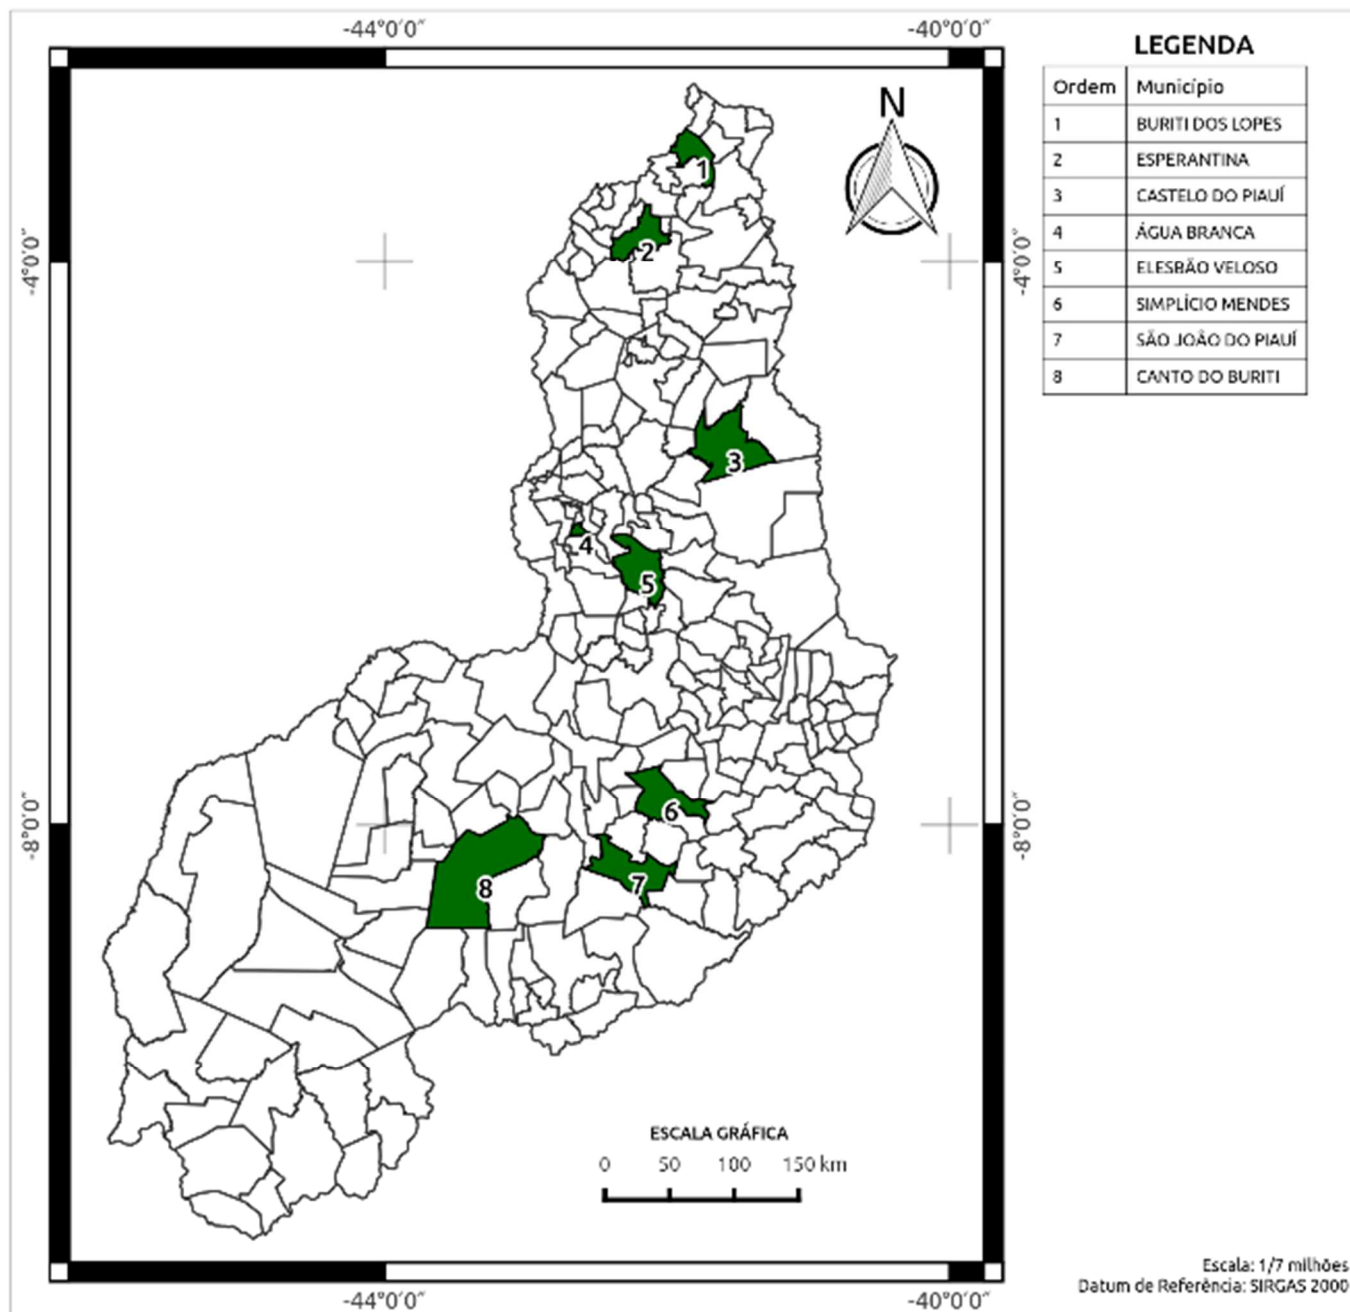 -44°0'0" -40°0'0"
LEGENDA
Ordem Município
1 BURITI DOS LOPES
2 ESPERANTINA
3 CASTELO DO PIAUÍ
4 ÁGUA BRANCA
5 ELESBÃO VELOSO
6 SIMPLÍCIO MENDES
7 SÃO JOÃO DO PIAUÍ
8 CANTO DO BURITI
N
1
-4°0'0" 2 -4°0'0"
3
4
5
-8°0'0" 6 -8°0'0"
7
8
ESCALA GRÁFICA
0 50 100 150 km
Escala: 1/7 milhões
Datum de Referência: SIRGAS 2000
-44°0'0" -40°0'0"